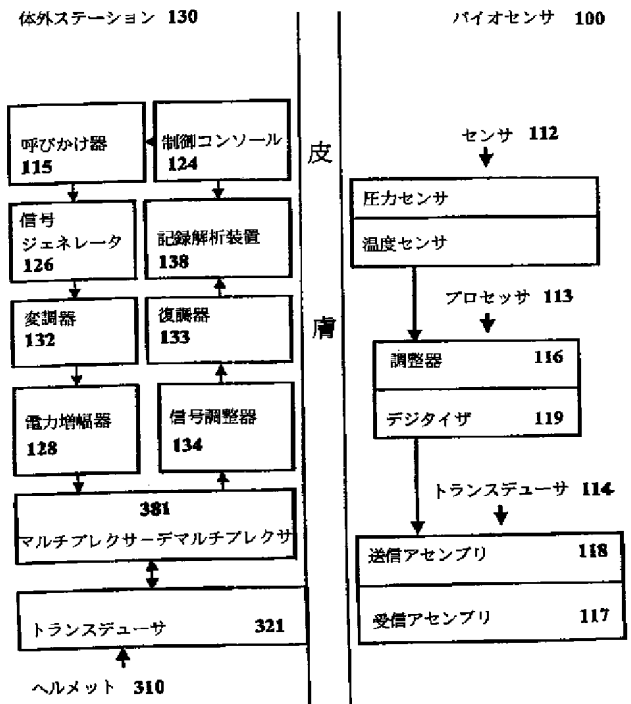 体外ステーション 130
バイオセンサ 100
呼びかけ器
115
制御コンソール
124
信号
ジェネレータ
126
記録解析装置
138
変調器
132
復調器
133
電力増幅器
128
信号調整器
134
381
マルチプレクサーデマルチプレクサ
トランスデューサ 321
ヘルメット 310
皮
膚
センサ 112
圧力センサ
温度センサ
プロセッサ 113
調整器 116
デジタイザ 119
トランスデューサ 114
送信アセンブリ 118
受信アセンブリ 117